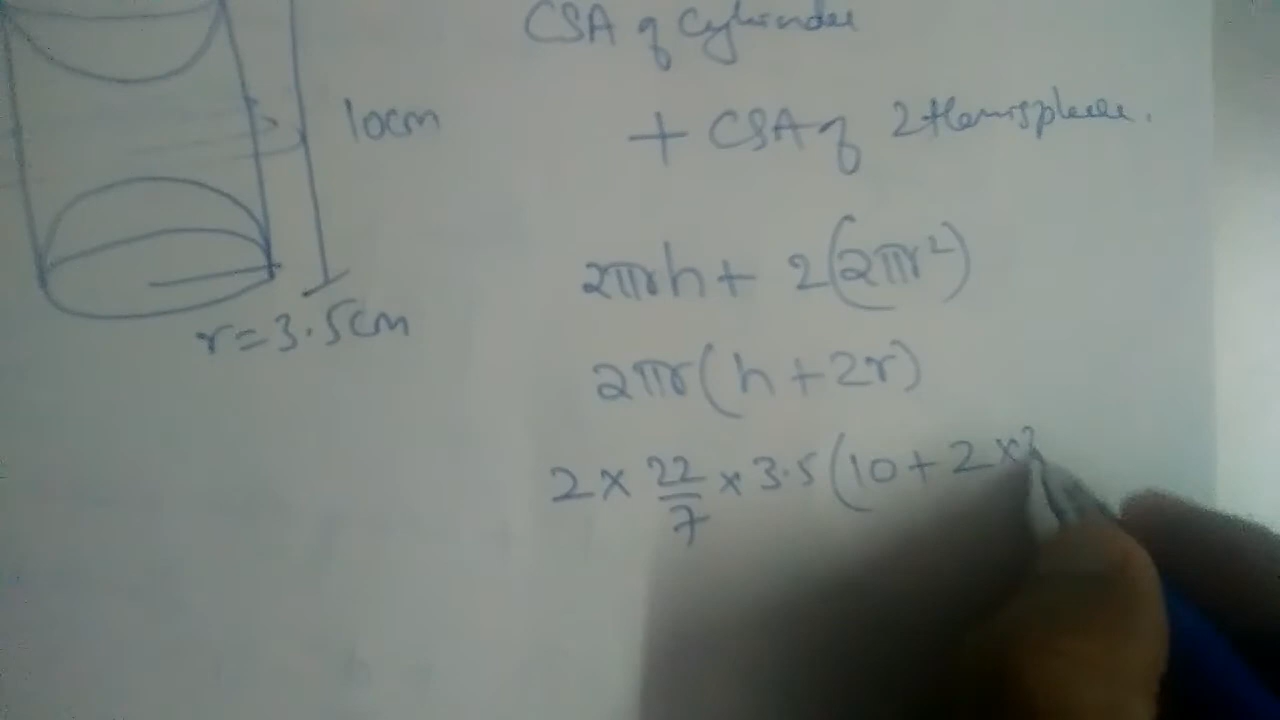 CSA of Cylinder
10cm
+ CSA of 2 Hemisphere.
2πrh + 2(2πr²)
r=3.5cm
2πr(h+2r)
2 × 22/7 × 3.5 (10+2×3